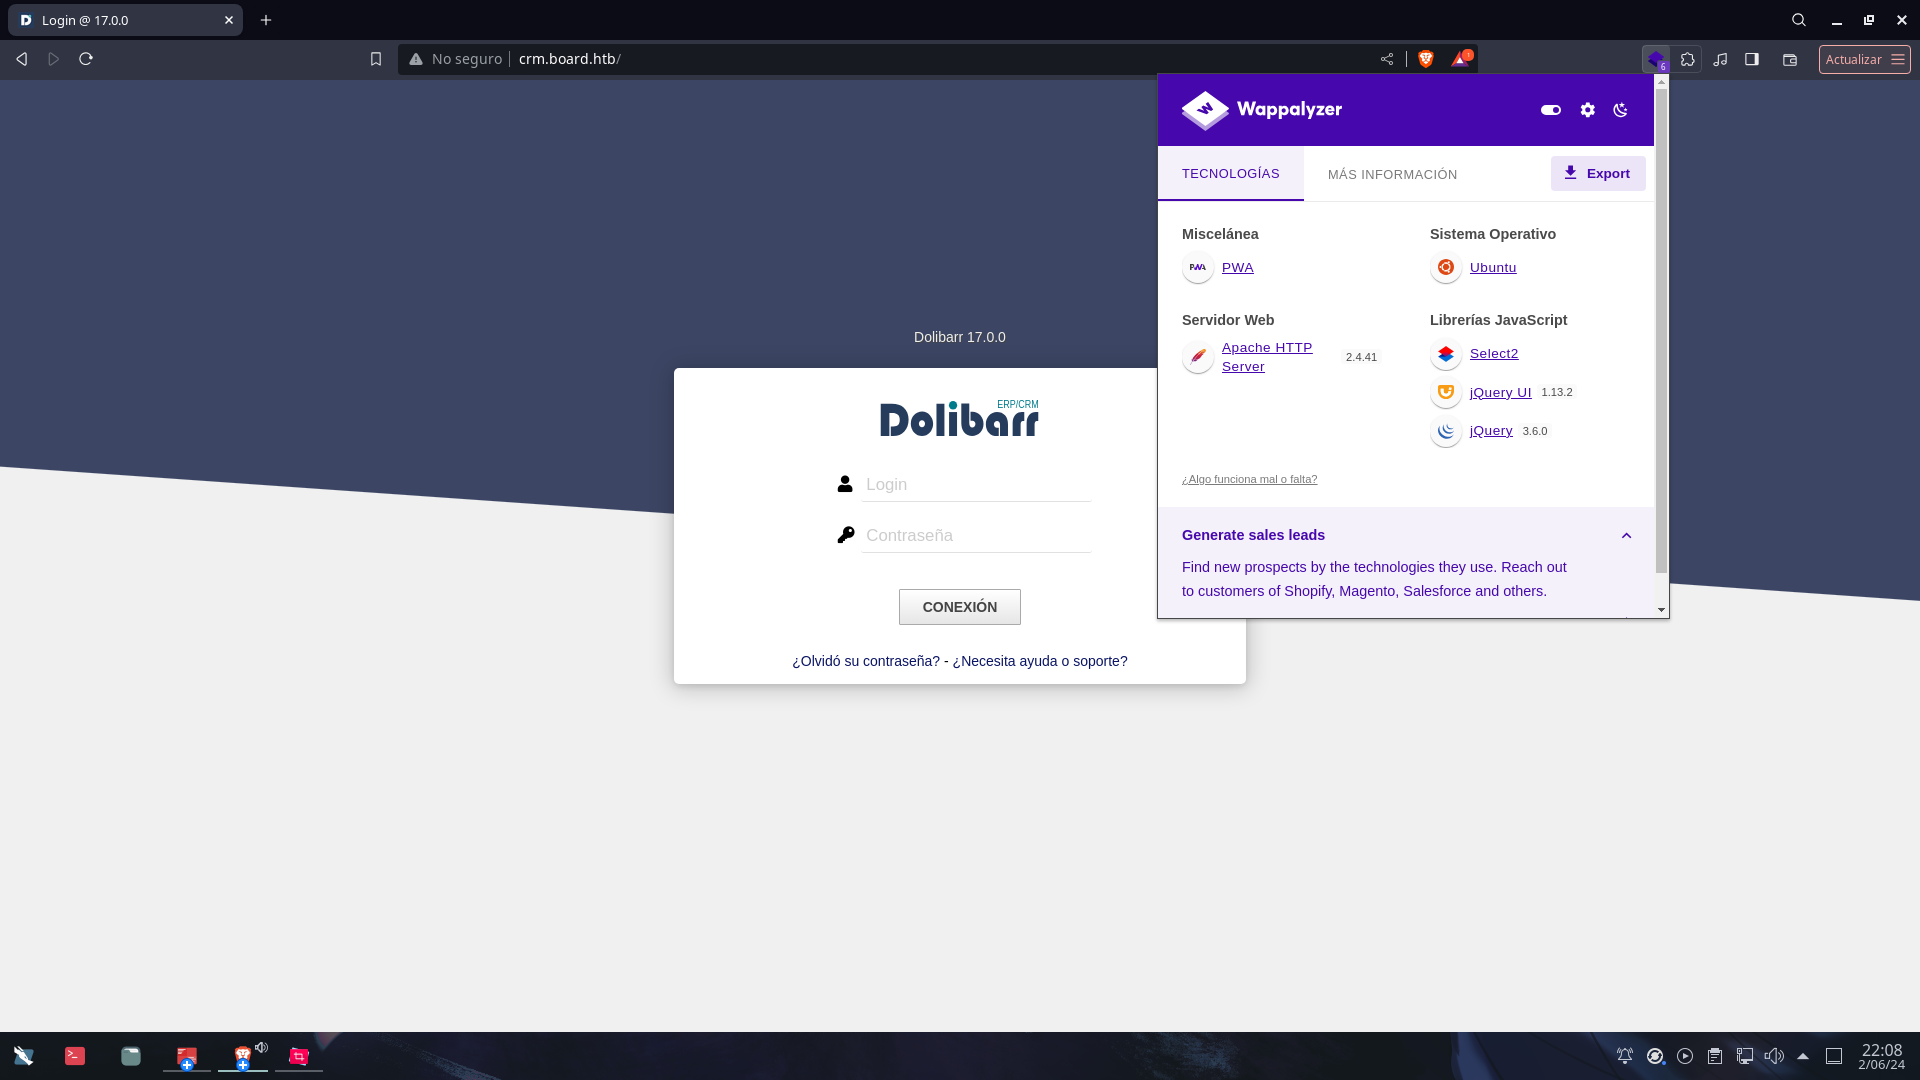 Login @ 17.0.0
No seguro
crm.board.htb/
1
6
Actualizar
Wappalyzer
TECNOLOGÍAS
MÁS INFORMACIÓN
Export
Miscelánea
PWA
PWA
Sistema Operativo
Ubuntu
Servidor Web
Apache HTTP
Server
2.4.41
Librerías JavaScript
Select2
jQuery UI
1.13.2
jQuery
3.6.0
¿Algo funciona mal o falta?
Generate sales leads
Find new prospects by the technologies they use. Reach out
to customers of Shopify, Magento, Salesforce and others.
Dolibarr 17.0.0
Dolibarr
ERP/CRM
Login
Contraseña
CONEXIÓN
¿Olvidó su contraseña? - ¿Necesita ayuda o soporte?
22:08
2/06/24